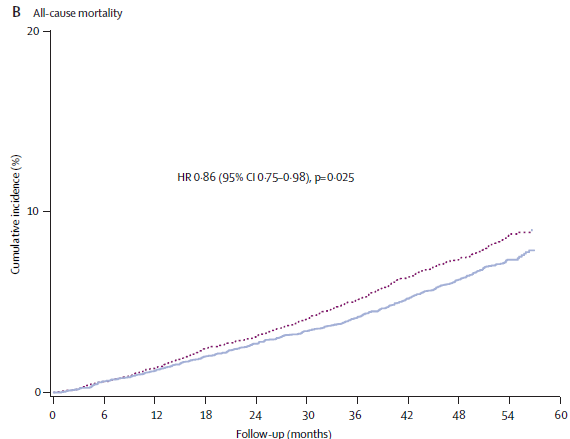 B All-cause mortality
20
10
0
Cumulative incidence (%)
HR 0·86 (95% CI 0·75–0·98), p=0·025
0 6 12 18 24 30 36 42 48 54 60
Follow-up (months)